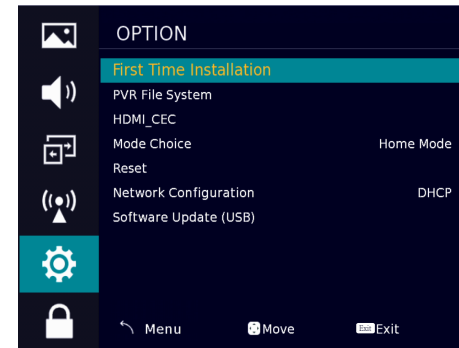 OPTION
First Time Installation
PVR File System
HDMI_CEC
Mode Choice Home Mode
Reset
Network Configuration DHCP
Software Update (USB)
Menu Move Exit Exit